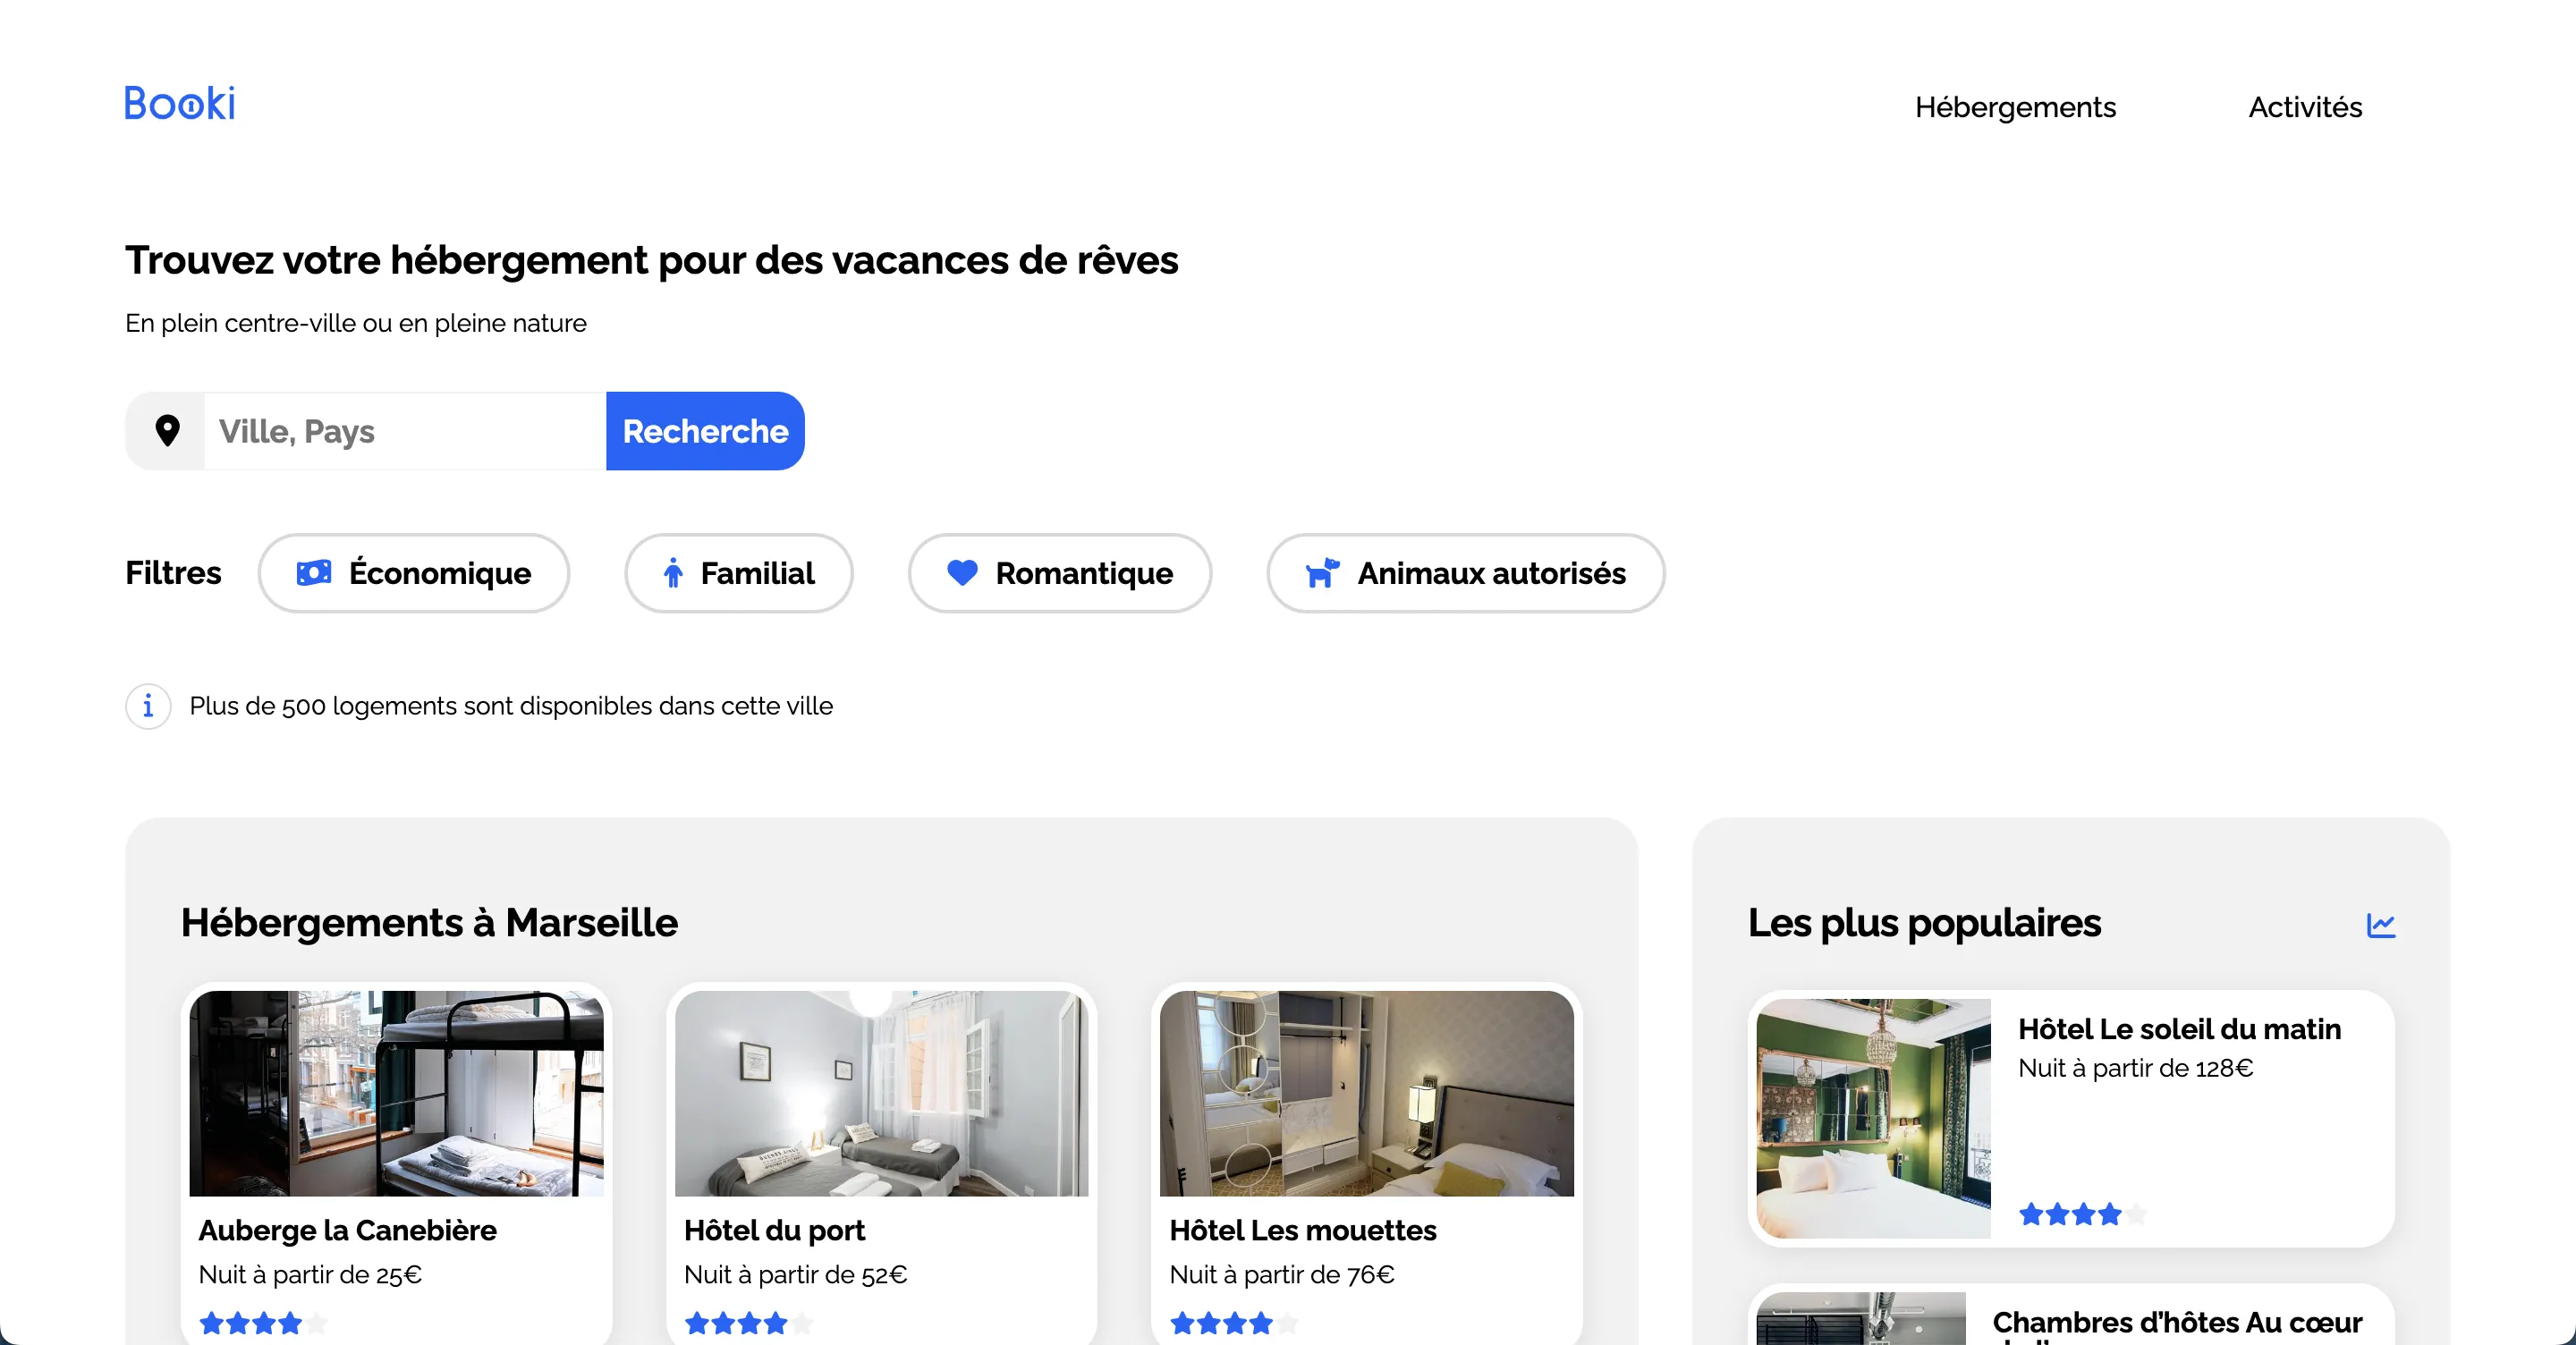 Booki
Hébergements
Activités
Trouvez votre hébergement pour des vacances de rêves
En plein centre-ville ou en pleine nature
Ville, Pays
Recherche
Filtres
Économique
Familial
Romantique
Animaux autorisés
Plus de 500 logements sont disponibles dans cette ville
Hébergements à Marseille
Auberge la Canebière
Nuit à partir de 25€
Hôtel du port
Nuit à partir de 52€
Hôtel Les mouettes
Nuit à partir de 76€
Les plus populaires
Hôtel Le soleil du matin
Nuit à partir de 128€
Chambres d’hôtes Au cœur